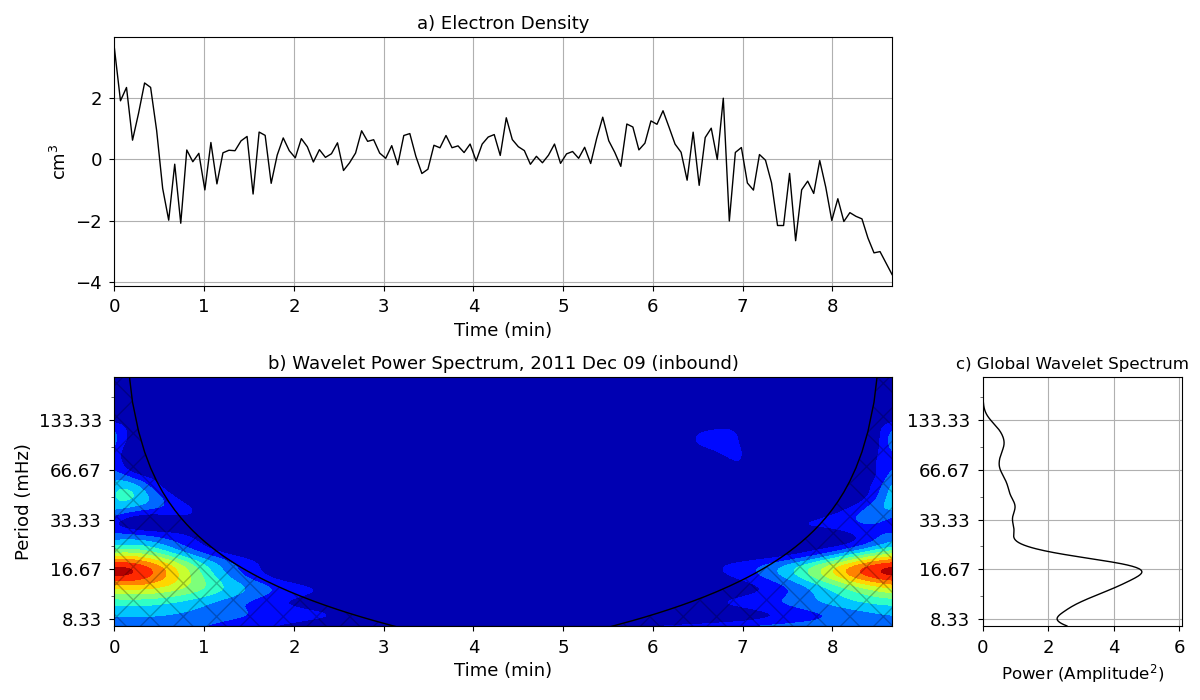 a) Electron Density
cm³
2
0
−2
−4
0 1 2 3 4 5 6 7 8
Time (min)
b) Wavelet Power Spectrum, 2011 Dec 09 (inbound)
Period (mHz)
133.33
66.67
33.33
16.67
8.33
0 1 2 3 4 5 6 7 8
Time (min)
c) Global Wavelet Spectrum
133.33
66.67
33.33
16.67
8.33
0 2 4 6
Power (Amplitude²)